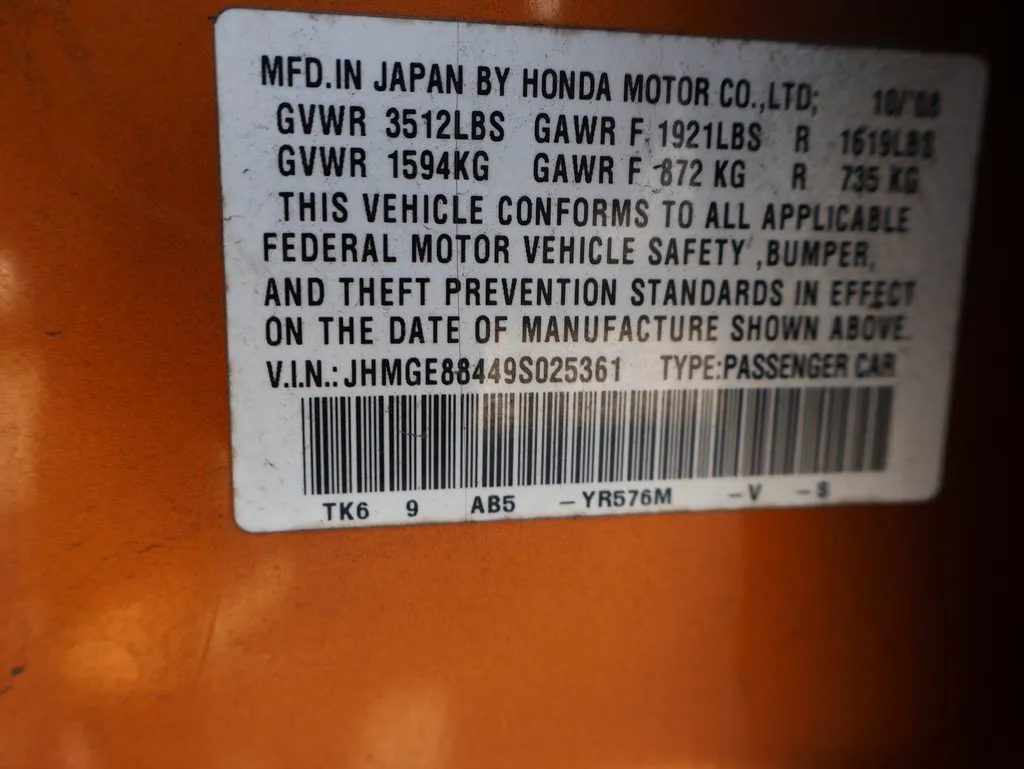 MFD.IN JAPAN BY HONDA MOTOR CO.,LTD; 10/'08
GVWR 3512LBS GAWR F 1921LBS R 1619LBS
GVWR 1594KG GAWR F 872 KG R 735 KG
THIS VEHICLE CONFORMS TO ALL APPLICABLE
FEDERAL MOTOR VEHICLE SAFETY ,BUMPER,
AND THEFT PREVENTION STANDARDS IN EFFECT
ON THE DATE OF MANUFACTURE SHOWN ABOVE.
V.I.N.: JHMGE88449S025361 TYPE:PASSENGER CAR
TK6 9 AB5 -YR576M -V -S